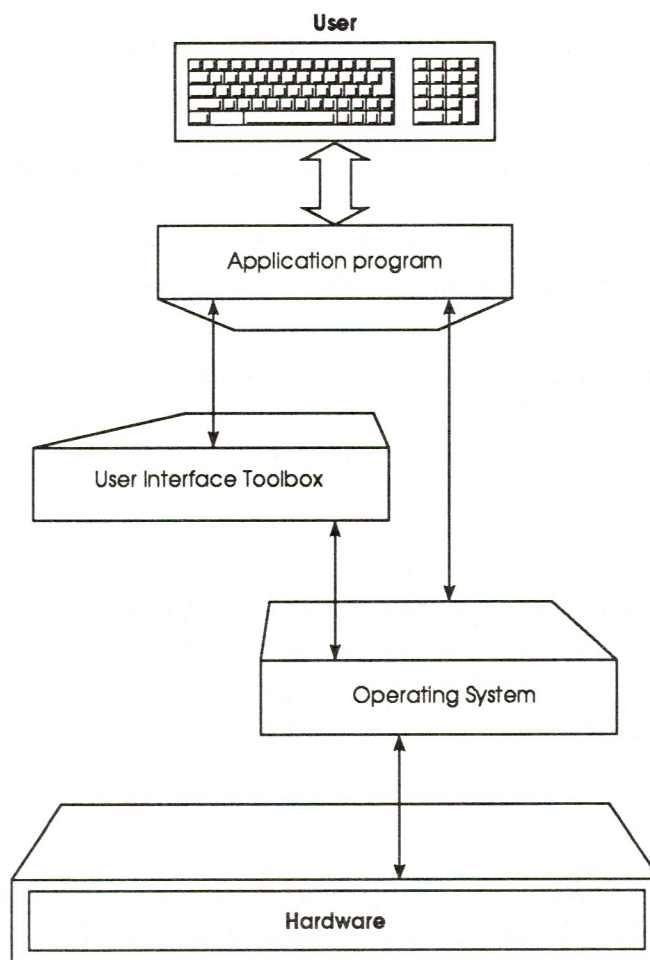 User
Application program
User Interface Toolbox
Operating System
Hardware